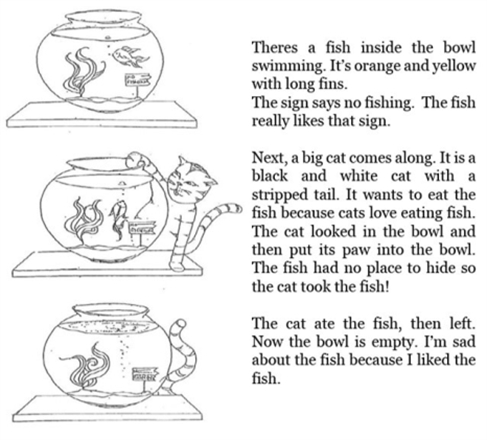 Theres a fish inside the bowl
swimming. It's orange and yellow
with long fins.
The sign says no fishing. The fish
really likes that sign.
Next, a big cat comes along. It is a
black and white cat with a
stripped tail. It wants to eat the
fish because cats love eating fish.
The cat looked in the bowl and
then put its paw into the bowl.
The fish had no place to hide so
the cat took the fish!
The cat ate the fish, then left.
Now the bowl is empty. I'm sad
about the fish because I liked the
fish.